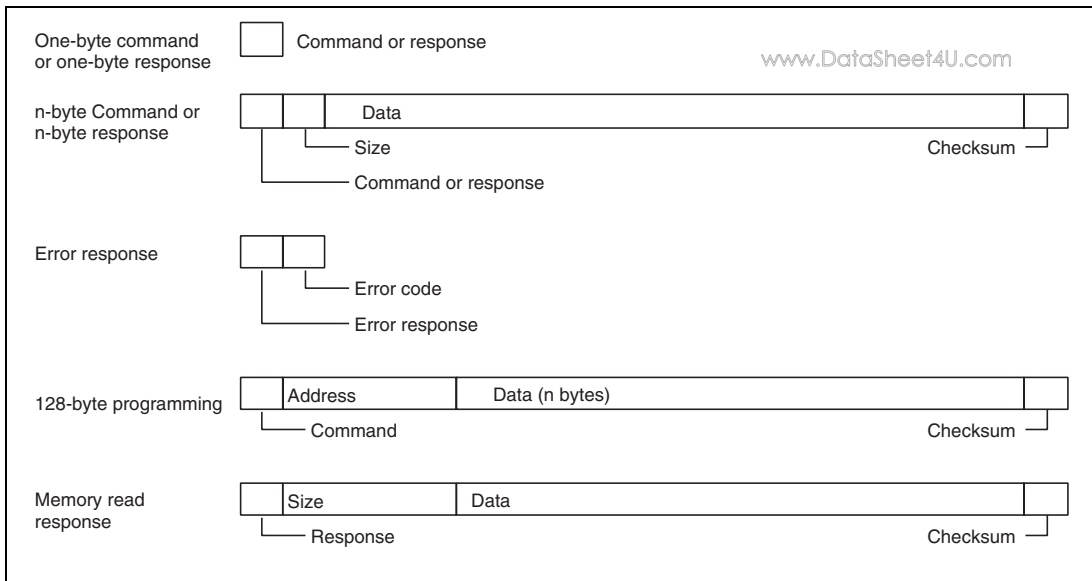 One-byte command
or one-byte response
Command or response
www.DataSheet4U.com
n-byte Command or
n-byte response
Data
Size
Checksum
Command or response
Error response
Error code
Error response
128-byte programming
Address
Data (n bytes)
Command
Checksum
Memory read
response
Size
Data
Response
Checksum